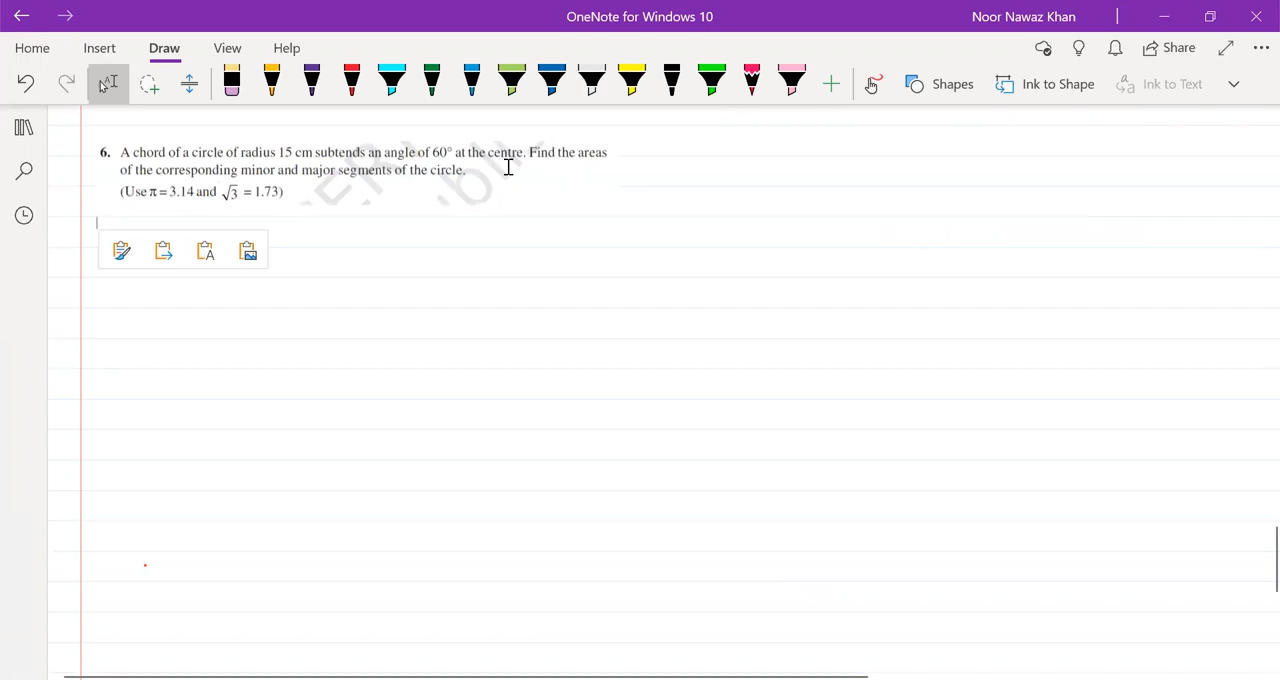 OneNote for Windows 10
Noor Nawaz Khan
Home Insert Draw View Help
Share
Shapes Ink to Shape Ink to Text
6. A chord of a circle of radius 15 cm subtends an angle of 60° at the centre. Find the areas
of the corresponding minor and major segments of the circle.
(Use π = 3.14 and √3 = 1.73)